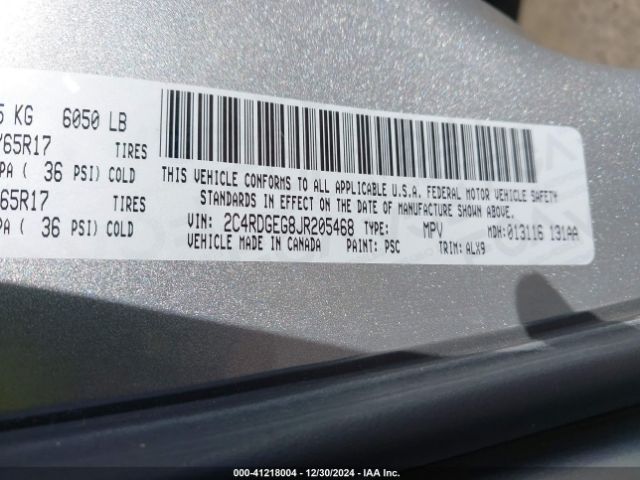 5 KG 6050 LB
65R17 TIRES
PA ( 36 PSI) COLD
65R17 TIRES
PA ( 36 PSI) COLD
THIS VEHICLE CONFORMS TO ALL APPLICABLE U.S.A. FEDERAL MOTOR VEHICLE SAFETY
STANDARDS IN EFFECT ON THE DATE OF MANUFACTURE SHOWN ABOVE.
VIN: 2C4RDGEG8JR205468 TYPE: MPV MDH: 013116 131AA
VEHICLE MADE IN CANADA PAINT: PSC TRIM: ALX9
000-41218004 | 12/30/2024 - IAA Inc.